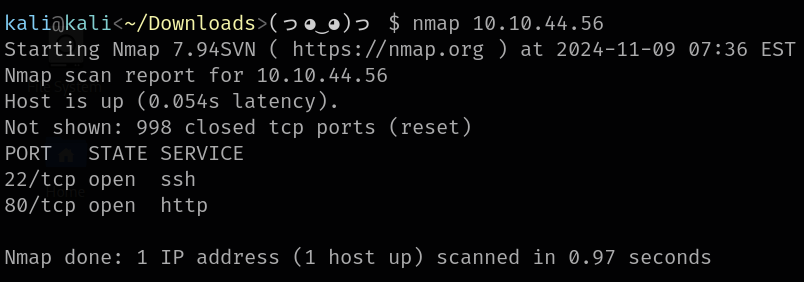 kali@kali<~/Downloads>(っ◕‿◕)っ $ nmap 10.10.44.56
Starting Nmap 7.94SVN ( https://nmap.org ) at 2024-11-09 07:36 EST
Nmap scan report for 10.10.44.56
Host is up (0.054s latency).
Not shown: 998 closed tcp ports (reset)
PORT   STATE SERVICE
22/tcp open  ssh
80/tcp open  http
Nmap done: 1 IP address (1 host up) scanned in 0.97 seconds